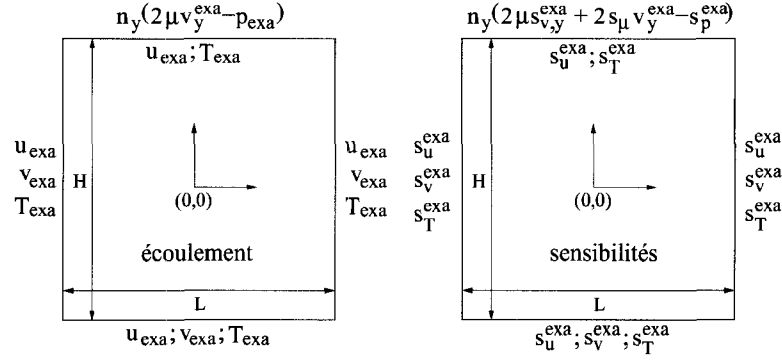 n_y(2μv_y^exa−p_exa)
u_exa;T_exa
u_exa
v_exa
T_exa
H
(0,0)
u_exa
v_exa
T_exa
écoulement
L
u_exa;v_exa;T_exa
n_y(2μs_{v,y}^exa + 2s_μ v_y^exa−s_p^exa)
s_u^exa;s_T^exa
s_u^exa
s_v^exa
s_T^exa
H
(0,0)
s_u^exa
s_v^exa
s_T^exa
sensibilités
L
s_u^exa;s_v^exa;s_T^exa